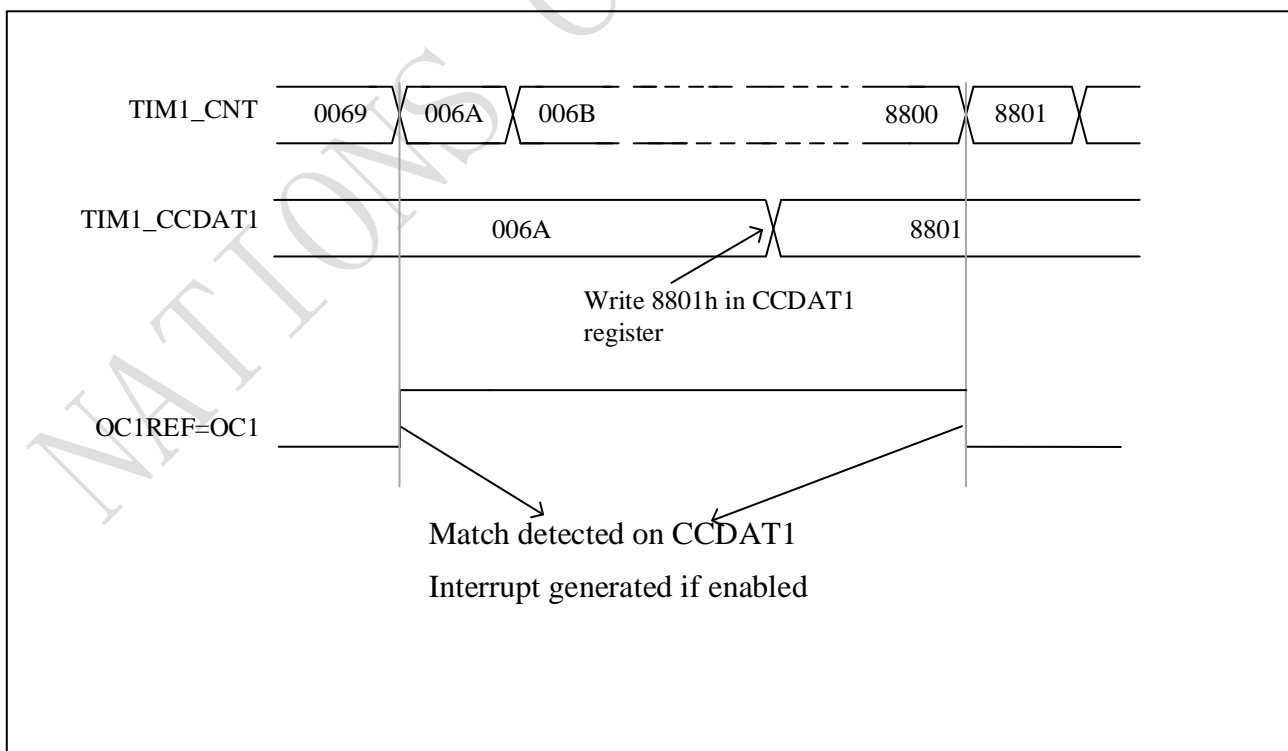 TIM1_CNT 0069 006A 006B 8800 8801
TIM1_CCDAT1 006A 8801
Write 8801h in CCDAT1
register
OC1REF=OC1
Match detected on CCDAT1
Interrupt generated if enabled
NATIONS